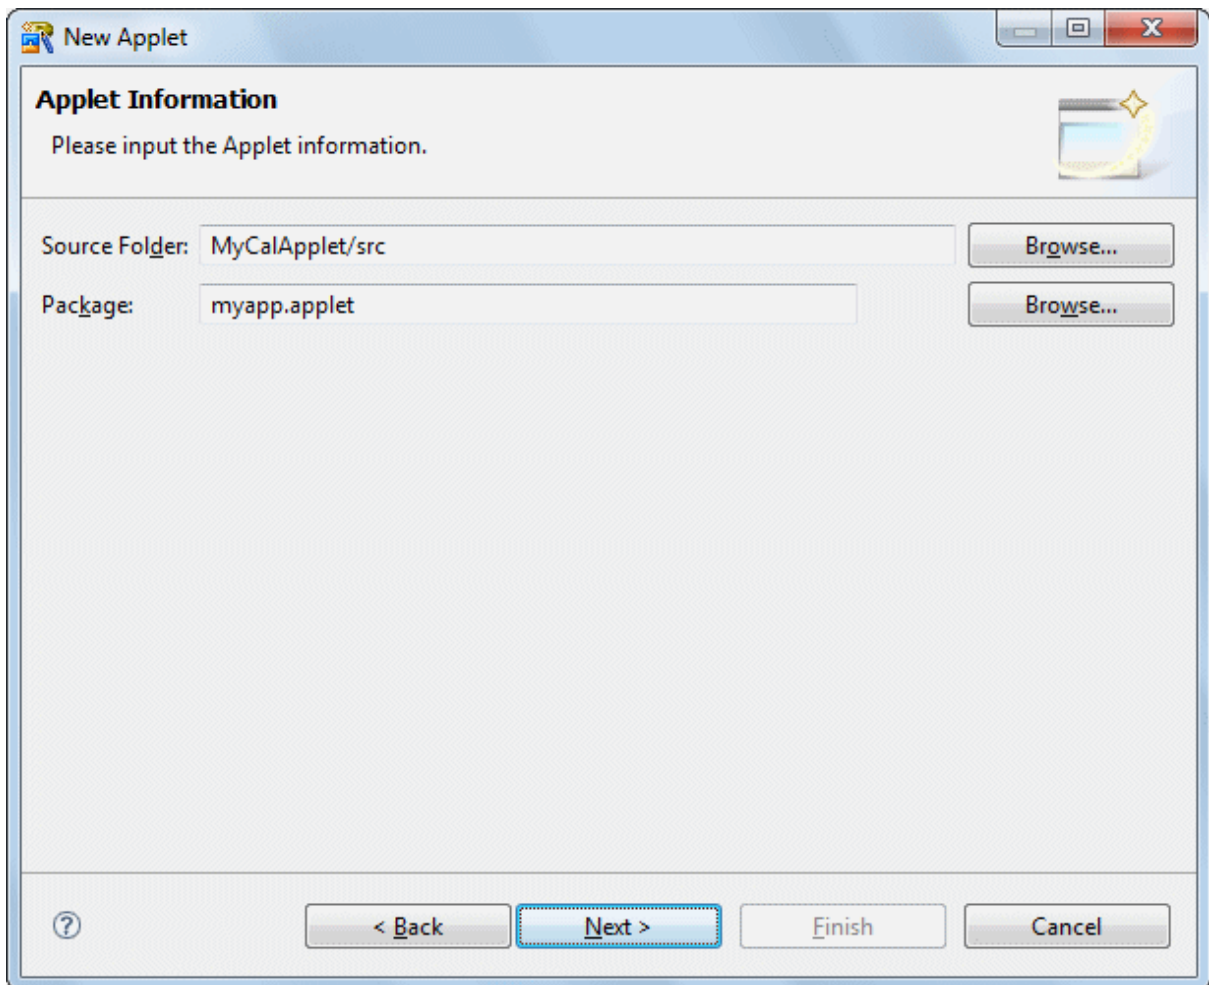 New Applet
Applet Information
Please input the Applet information.
Source Folder: MyCalApplet/src Browse...
Package: myapp.applet Browse...
< Back Next > Finish Cancel